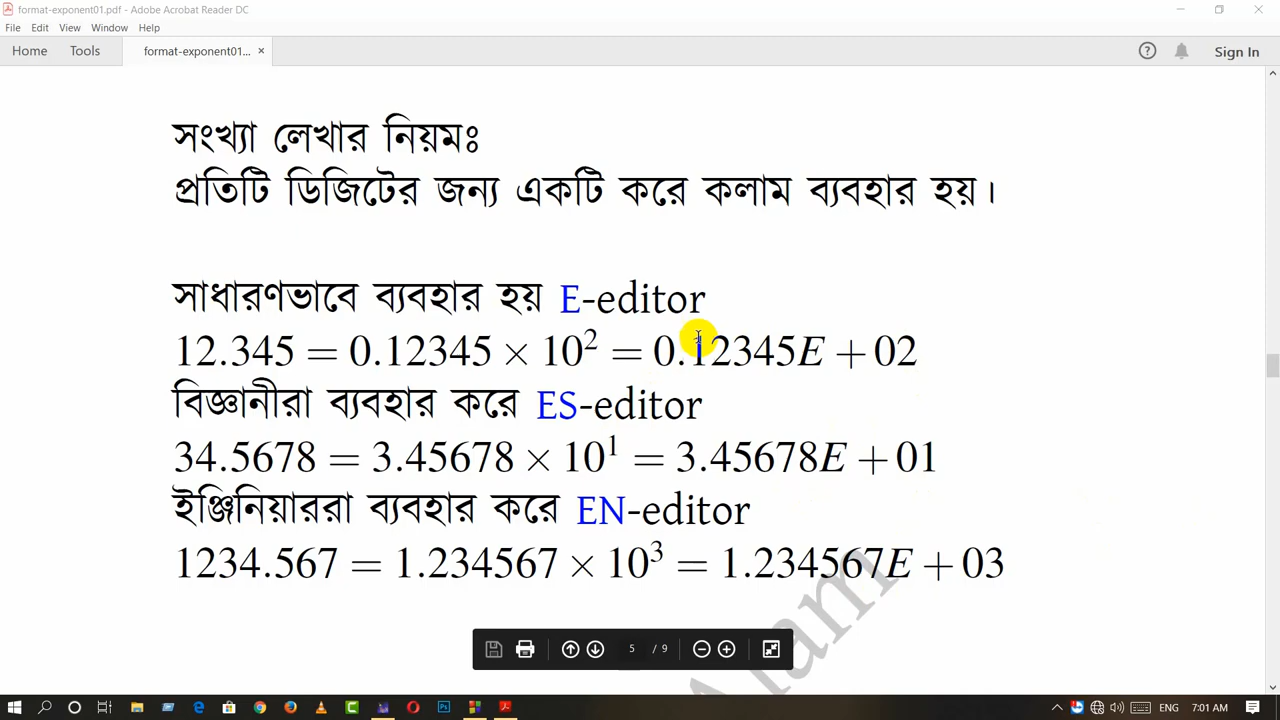 format-exponent01.pdf - Adobe Acrobat Reader DC
File Edit View Window Help
Home Tools format-exponent01... × Sign In
সংখ্যা লেখার নিয়মঃ
প্রতিটি ডিজিটের জন্য একটি করে কলাম ব্যবহার হয়।
সাধারণভাবে ব্যবহার হয় E-editor
12.345 = 0.12345 × 10² = 0.12345E + 02
বিজ্ঞানীরা ব্যবহার করে ES-editor
34.5678 = 3.45678 × 10¹ = 3.45678E + 01
ইঞ্জিনিয়াররা ব্যবহার করে EN-editor
1234.567 = 1.234567 × 10³ = 1.234567E + 03
Alam
5 / 9
ENG 7:01 AM